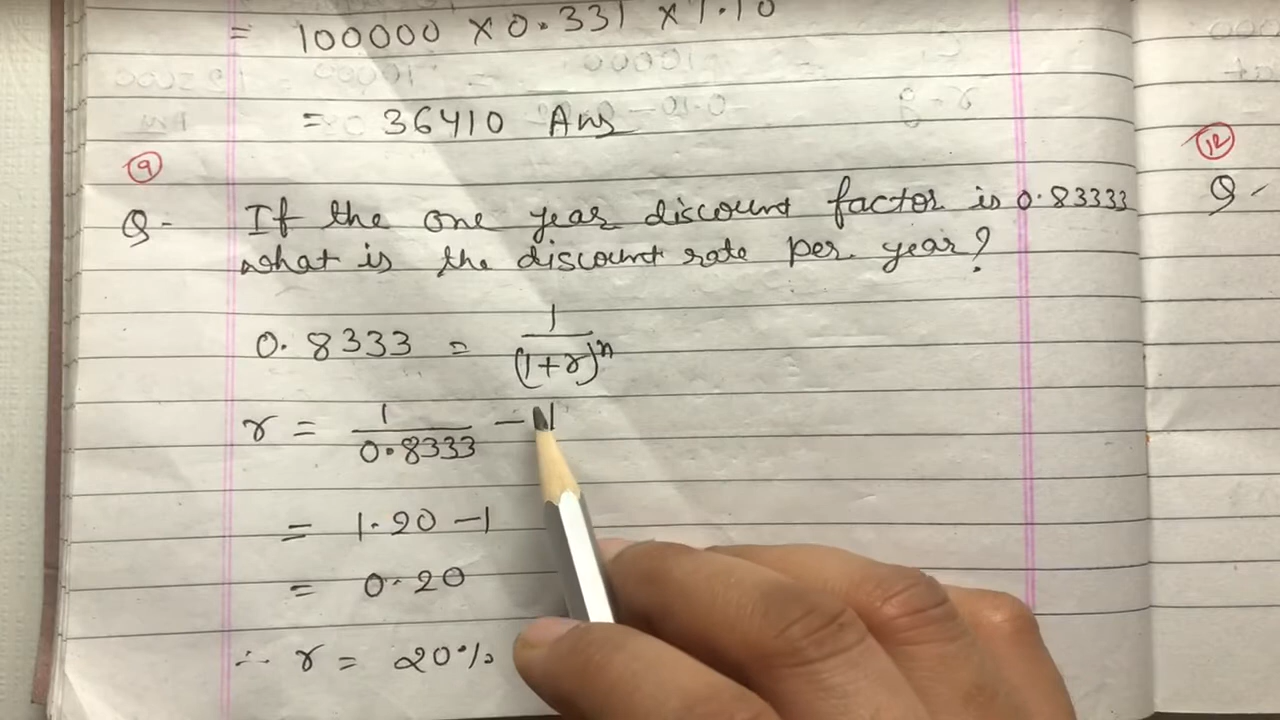 = 100000 × 0.331 × 1.10
= 36410 Ans
9
Q- If the one year discount factor is 0.83333
what is the discount rate per year?
0.8333 = 1/(1+r)^n
r = 1/0.8333 - 1
= 1.20 - 1
= 0.20
∴ r = 20%
12
Q-